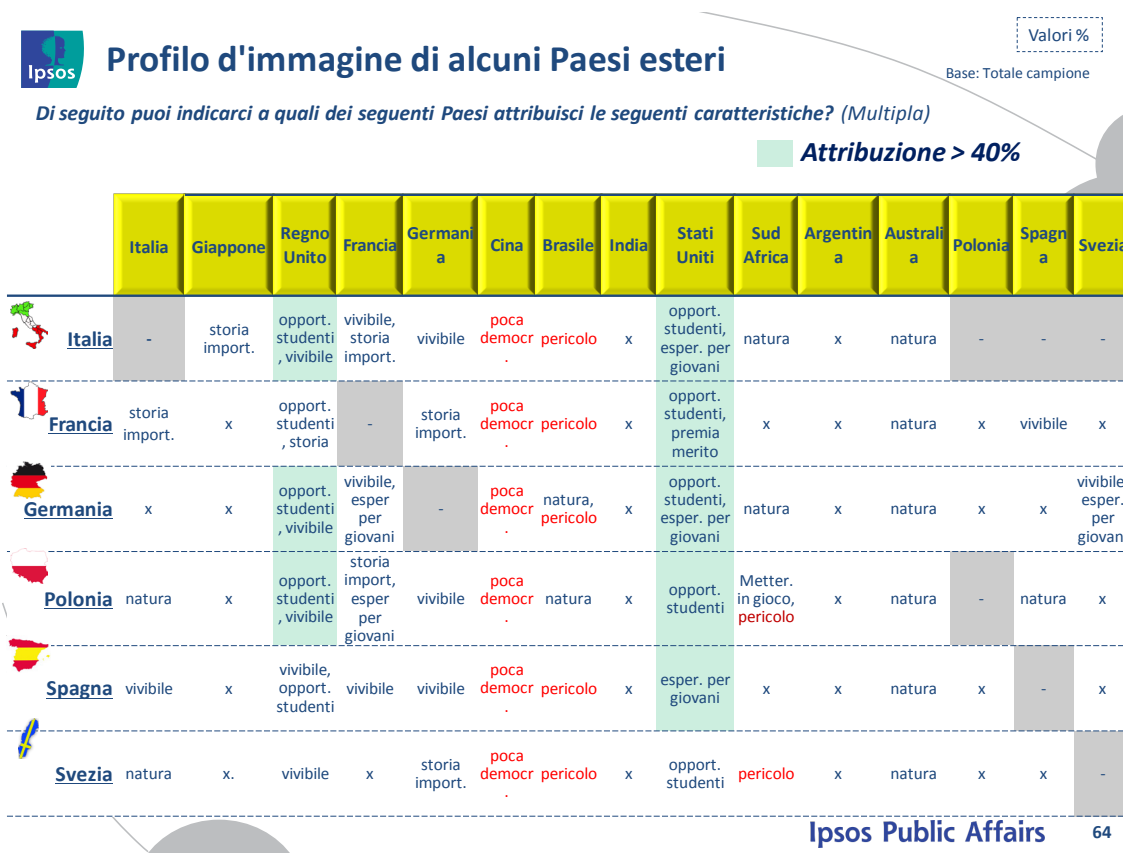 Ipsos
Profilo d'immagine di alcuni Paesi esteri
Valori %
Base: Totale campione
Di seguito puoi indicarci a quali dei seguenti Paesi attribuisci le seguenti caratteristiche? (Multipla)
Attribuzione > 40%
Italia
Giappone
Regno
Unito
Francia
Germani
a
Cina
Brasile
India
Stati
Uniti
Sud
Africa
Argentin
a
Australi
a
Polonia
Spagn
a
Svezia
Italia
-
storia
import.
opport.
studenti
, vivibile
vivibile,
storia
import.
vivibile
poca
democr
.
pericolo
x
opport.
studenti,
esper. per
giovani
natura
x
natura
-
-
-
Francia
storia
import.
x
opport.
studenti
, storia
-
storia
import.
poca
democr
.
pericolo
x
opport.
studenti,
premia
merito
x
x
natura
x
vivibile
x
Germania
x
x
opport.
studenti
, vivibile
vivibile,
esper
per
giovani
-
poca
democr
.
natura,
pericolo
x
opport.
studenti,
esper. per
giovani
natura
x
natura
x
x
vivibile
esper.
per
giovan
Polonia
natura
x
opport.
studenti
, vivibile
storia
import,
esper
per
giovani
vivibile
poca
democr
.
natura
x
opport.
studenti
Metter.
in gioco,
pericolo
x
natura
-
natura
x
Spagna
vivibile
x
vivibile,
opport.
studenti
vivibile
vivibile
poca
democr
.
pericolo
x
esper. per
giovani
x
x
natura
x
-
x
Svezia
natura
x.
vivibile
x
storia
import.
poca
democr
.
pericolo
x
opport.
studenti
pericolo
x
natura
x
x
-
Ipsos Public Affairs
64